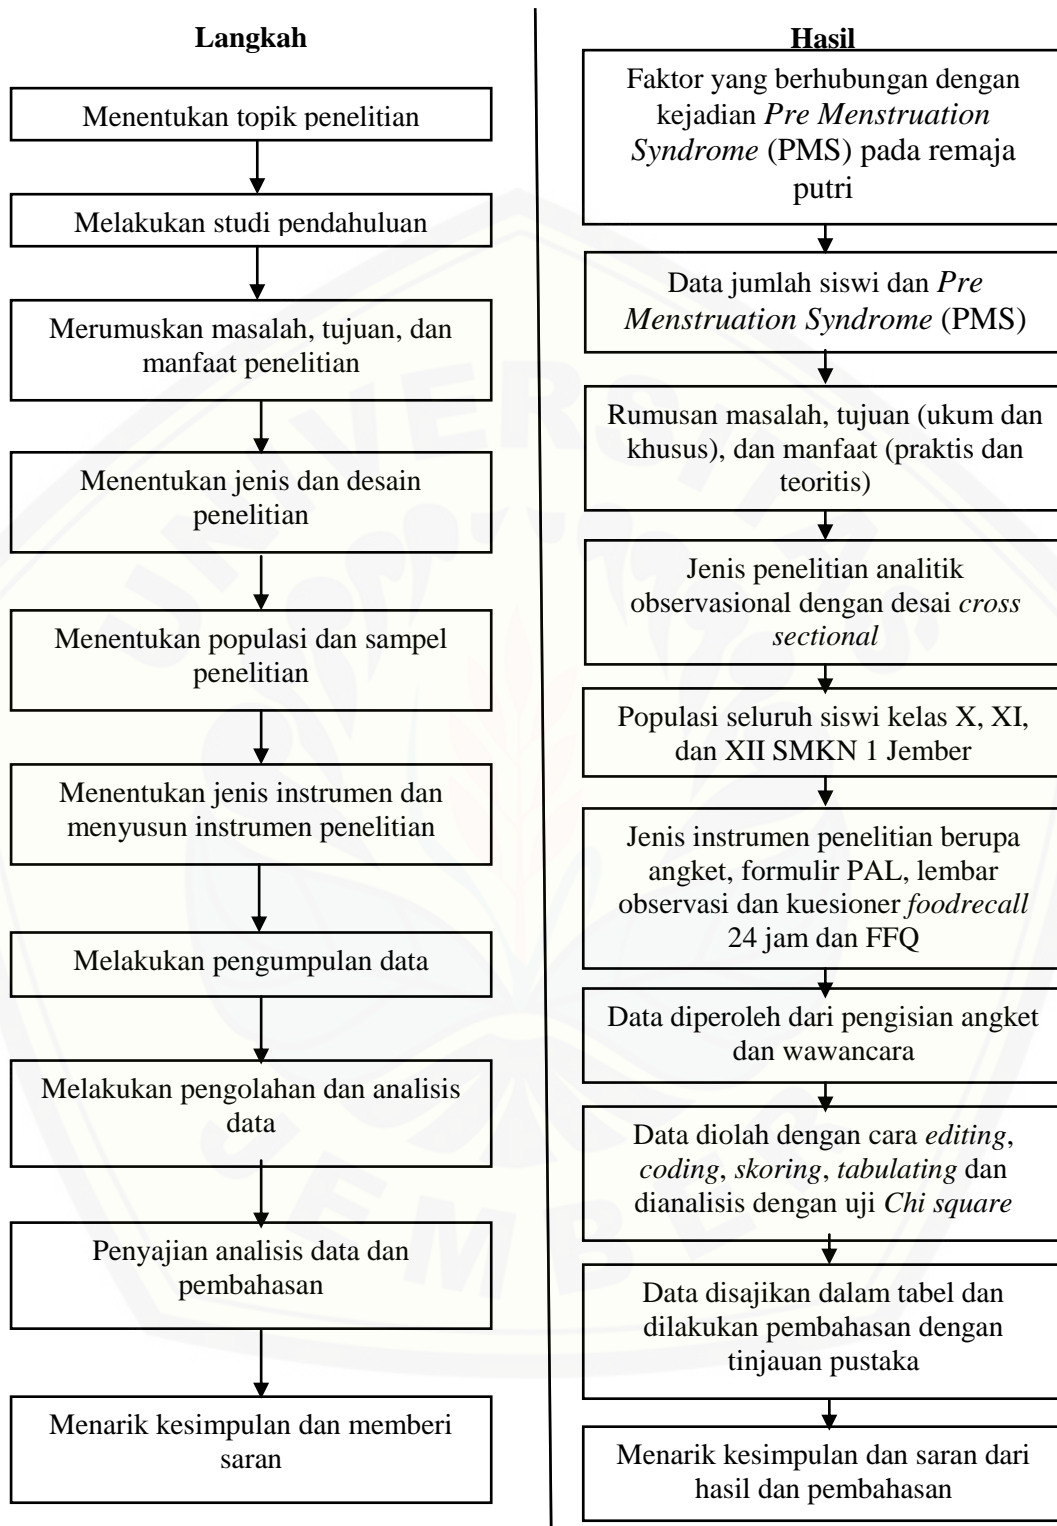 Langkah
Menentukan topik penelitian
Melakukan studi pendahuluan
Merumuskan masalah, tujuan, dan
manfaat penelitian
Menentukan jenis dan desain
penelitian
Menentukan populasi dan sampel
penelitian
Menentukan jenis instrumen dan
menyusun instrumen penelitian
Melakukan pengumpulan data
Melakukan pengolahan dan analisis
data
Penyajian analisis data dan
pembahasan
Menarik kesimpulan dan memberi
saran
Hasil
Faktor yang berhubungan dengan
kejadian Pre Menstruation
Syndrome (PMS) pada remaja
putri
Data jumlah siswi dan Pre
Menstruation Syndrome (PMS)
Rumusan masalah, tujuan (ukum dan
khusus), dan manfaat (praktis dan
teoritis)
Jenis penelitian analitik
observasional dengan desai cross
sectional
Populasi seluruh siswi kelas X, XI,
dan XII SMKN 1 Jember
Jenis instrumen penelitian berupa
angket, formulir PAL, lembar
observasi dan kuesioner foodrecall
24 jam dan FFQ
Data diperoleh dari pengisian angket
dan wawancara
Data diolah dengan cara editing,
coding, skoring, tabulating dan
dianalisis dengan uji Chi square
Data disajikan dalam tabel dan
dilakukan pembahasan dengan
tinjauan pustaka
Menarik kesimpulan dan saran dari
hasil dan pembahasan
UNIVERSITAS
JEMBER